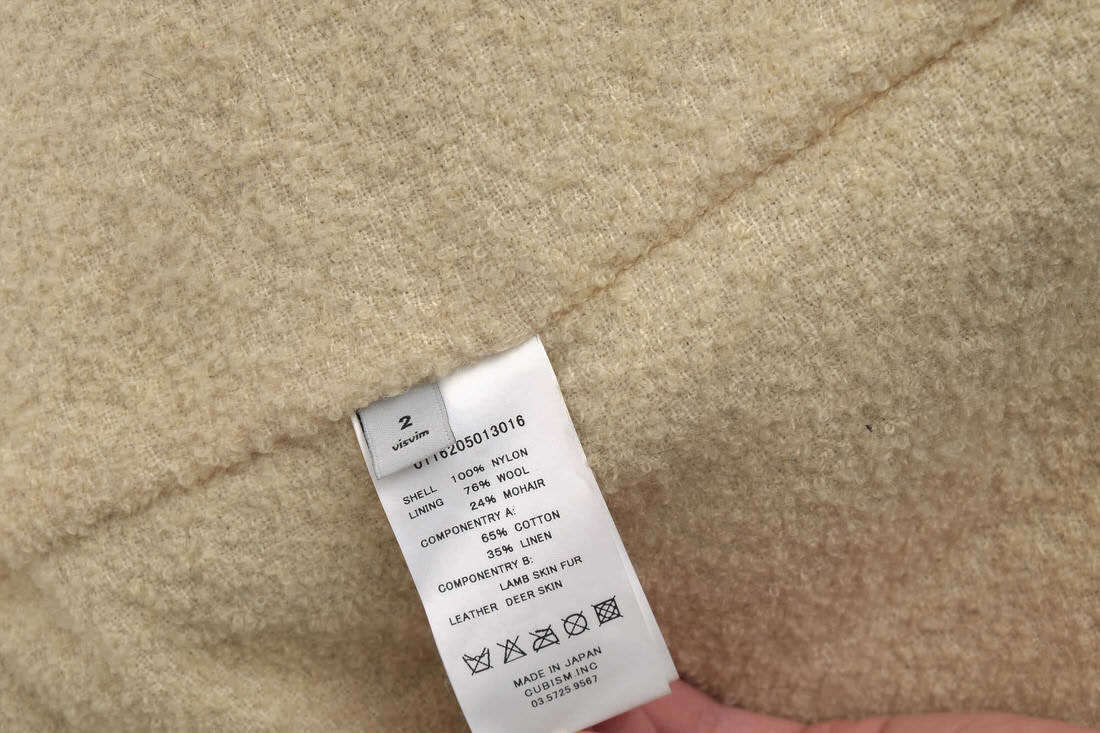 2
visvim
0116205013016
SHELL 100% NYLON
LINING 76% WOOL
24% MOHAIR
COMPONENTRY A:
65% COTTON
35% LINEN
COMPONENTRY B:
LAMB SKIN FUR
LEATHER DEER SKIN
MADE IN JAPAN
CUBISM.INC
03.5725.9567